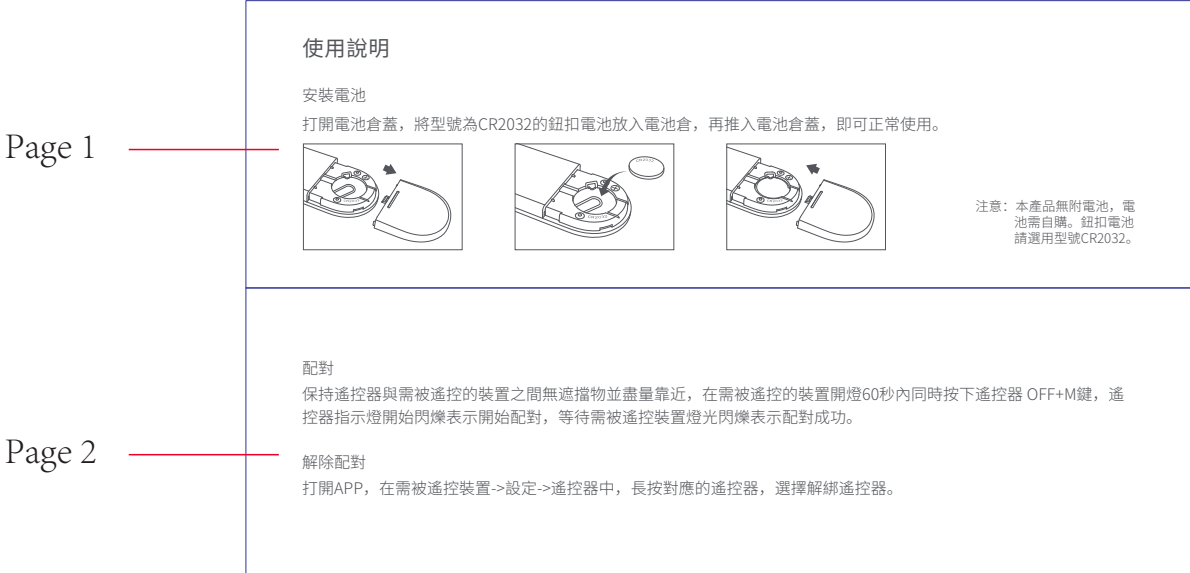 使用說明
安裝電池
打開電池倉蓋，將型號為CR2032的鈕扣電池放入電池倉，再推入電池倉蓋，即可正常使用。
Page 1
CR2032
CR2032
CR2032
注意：本產品無附電池，電
池需自購。鈕扣電池
請選用型號CR2032。
配對
保持遙控器與需被遙控的裝置之間無遮擋物並盡量靠近，在需被遙控的裝置開燈60秒內同時按下遙控器 OFF+M鍵，遙
控器指示燈開始閃爍表示開始配對，等待需被遙控裝置燈光閃爍表示配對成功。
Page 2
解除配對
打開APP，在需被遙控裝置->設定->遙控器中，長按對應的遙控器，選擇解綁遙控器。